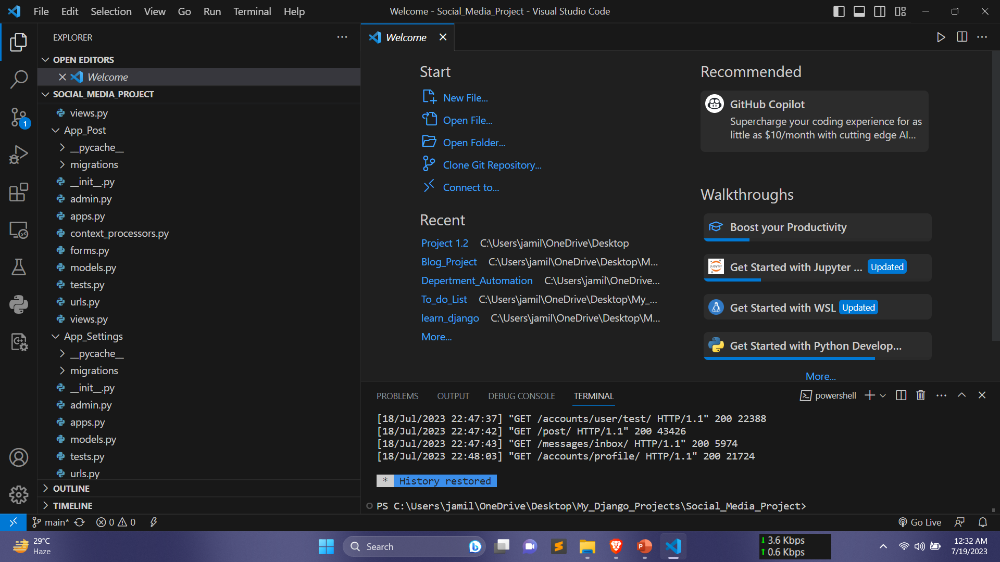 File Edit Selection View Go Run Terminal Help
Welcome - Social_Media_Project - Visual Studio Code
EXPLORER
OPEN EDITORS
Welcome
SOCIAL_MEDIA_PROJECT
views.py
App_Post
__pycache__
migrations
__init__.py
admin.py
apps.py
context_processors.py
forms.py
models.py
tests.py
urls.py
views.py
App_Settings
__pycache__
migrations
__init__.py
admin.py
apps.py
models.py
tests.py
urls.py
OUTLINE
TIMELINE
1
Welcome
Start
New File...
Open File...
Open Folder...
Clone Git Repository...
Connect to...
Recent
Project 1.2 C:\Users\jamil\OneDrive\Desktop
Blog_Project C:\Users\jamil\OneDrive\Desktop\M...
Depertment_Automation C:\Users\jamil\OneDrive...
To_do_List C:\Users\jamil\OneDrive\Desktop\My_...
learn_django C:\Users\jamil\OneDrive\Desktop\M...
More...
Recommended
GitHub Copilot
Supercharge your coding experience for as
little as $10/month with cutting edge AI...
Walkthroughs
Boost your Productivity
jupyter
Get Started with Jupyter ... Updated
Get Started with WSL Updated
Get Started with Python Develop...
More...
PROBLEMS OUTPUT DEBUG CONSOLE TERMINAL
powershell
[18/Jul/2023 22:47:37] "GET /accounts/user/test/ HTTP/1.1" 200 22388
[18/Jul/2023 22:47:42] "GET /post/ HTTP/1.1" 200 43426
[18/Jul/2023 22:47:43] "GET /messages/inbox/ HTTP/1.1" 200 5974
[18/Jul/2023 22:48:03] "GET /accounts/profile/ HTTP/1.1" 200 21724
* History restored
PS C:\Users\jamil\OneDrive\Desktop\My_Django_Projects\Social_Media_Project>
main* 0 0
Go Live
29°C
Haze
Search
3.6 Kbps
0.6 Kbps
12:32 AM
7/19/2023